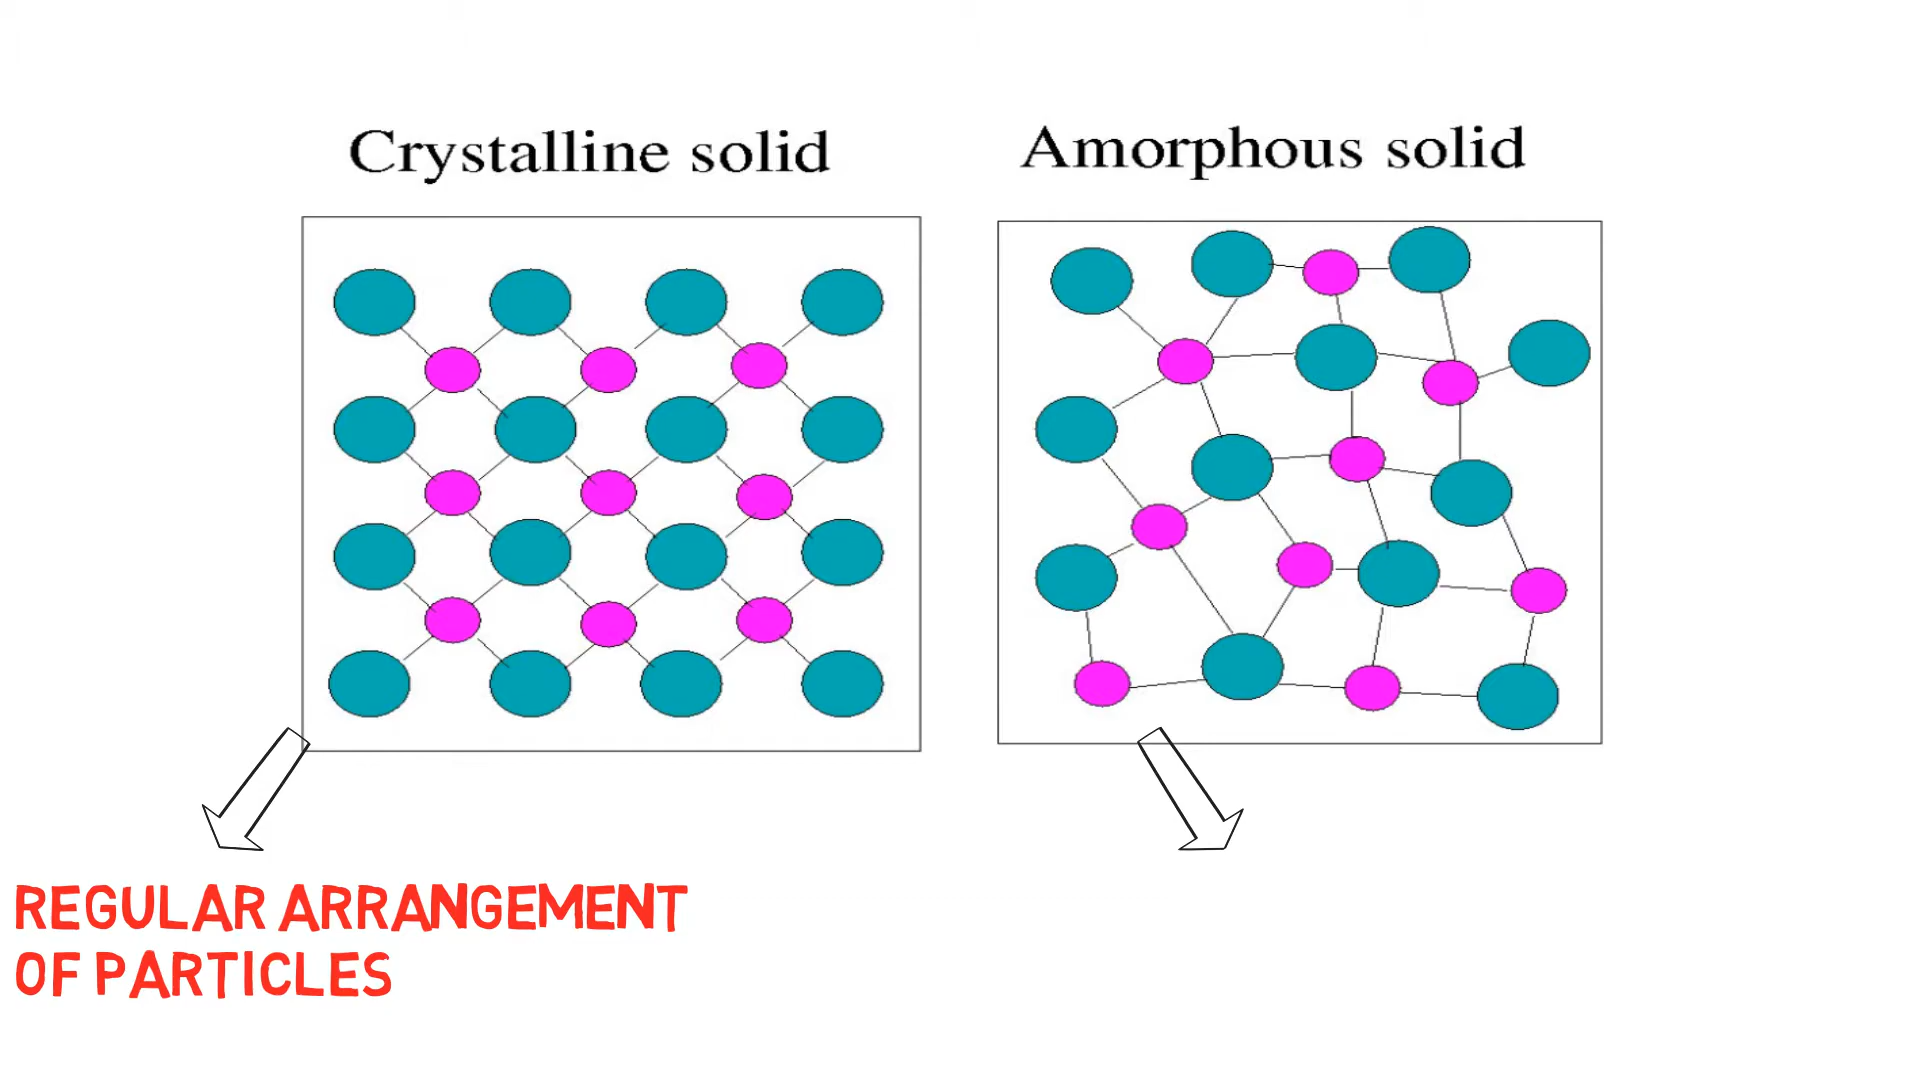 Crystalline solid
Amorphous solid
REGULAR ARRANGEMENT
OF PARTICLES